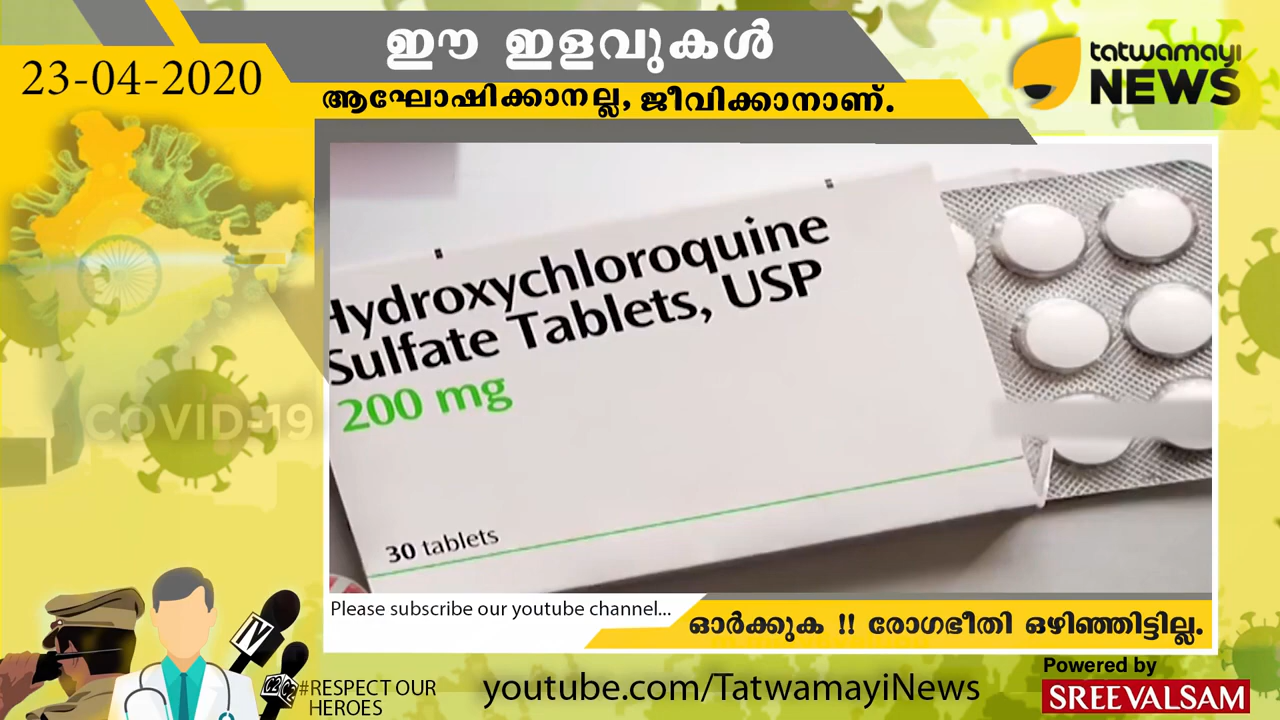 23-04-2020
ഈ ഇളവുകൾ
ആഘോഷിക്കാനല്ല, ജീവിക്കാനാണ്.
tatwamayi
NEWS
Hydroxychloroquine
Sulfate Tablets, USP
200 mg
30 tablets
COVID-19
Please subscribe our youtube channel...
ഓർക്കുക !! രോഗഭീതി ഒഴിഞ്ഞിട്ടില്ല.
TV
#RESPECT OUR
HEROES
youtube.com/TatwamayiNews
Powered by
SREEVALSAM